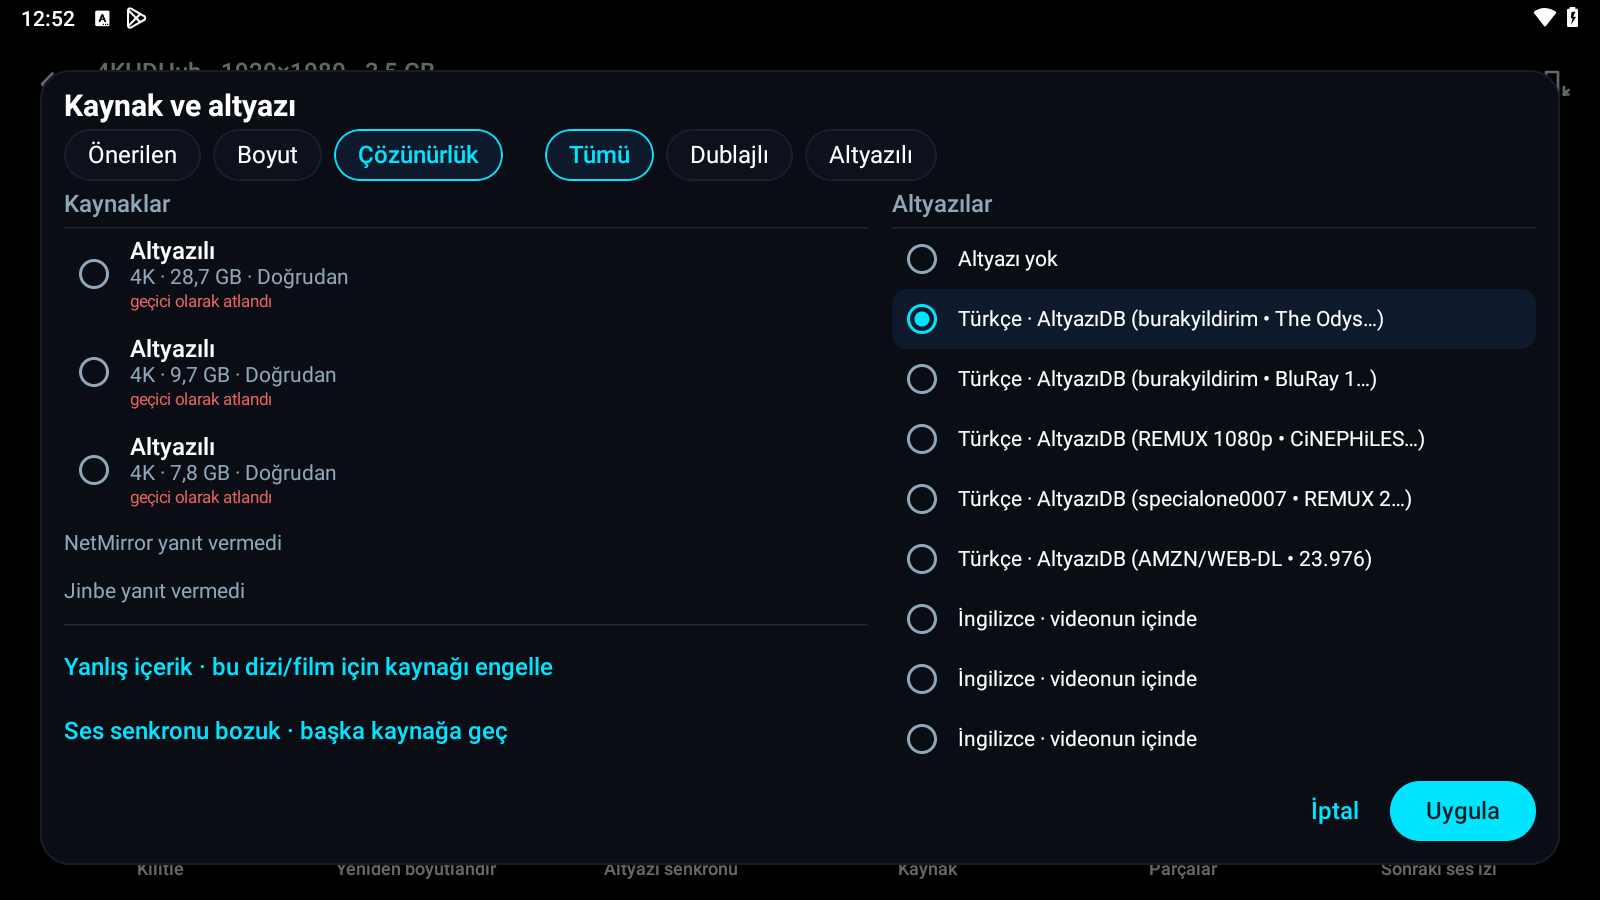 12:52
Kaynak ve altyazı
Önerilen
Boyut
Çözünürlük
Tümü
Dublajlı
Altyazılı
Kaynaklar
Altyazılı
4K · 28,7 GB · Doğrudan
geçici olarak atlandı
Altyazılı
4K · 9,7 GB · Doğrudan
geçici olarak atlandı
Altyazılı
4K · 7,8 GB · Doğrudan
geçici olarak atlandı
NetMirror yanıt vermedi
Jinbe yanıt vermedi
Yanlış içerik · bu dizi/film için kaynağı engelle
Ses senkronu bozuk · başka kaynağa geç
Altyazılar
Altyazı yok
Türkçe · AltyazıDB (burakyildirim • The Odys...)
Türkçe · AltyazıDB (burakyildirim • BluRay 1...)
Türkçe · AltyazıDB (REMUX 1080p • CiNEPHiLES...)
Türkçe · AltyazıDB (specialone0007 • REMUX 2...)
Türkçe · AltyazıDB (AMZN/WEB-DL • 23.976)
İngilizce · videonun içinde
İngilizce · videonun içinde
İngilizce · videonun içinde
İptal
Uygula
Kilitle
Yeniden boyutlandır
Altyazı senkronu
Kaynak
Parçalar
Sonraki ses izi